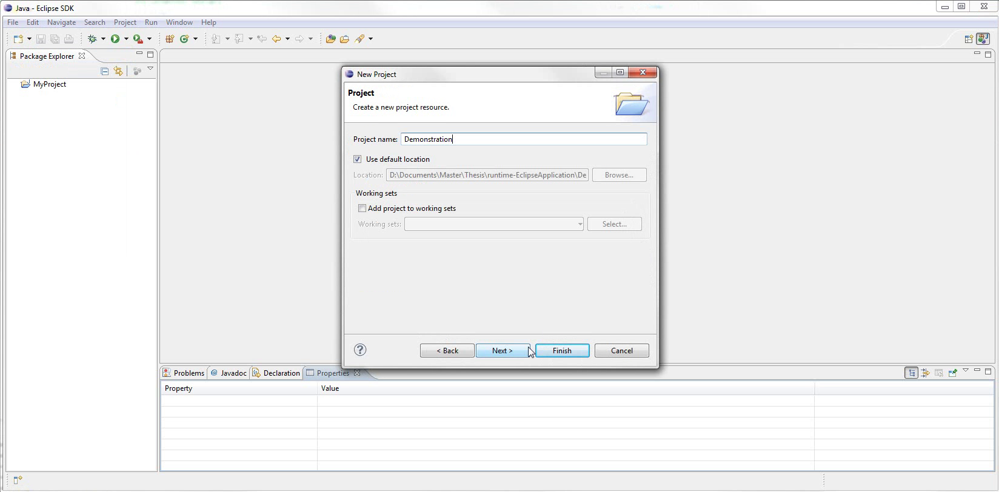 Java - Eclipse SDK
File Edit Navigate Search Project Run Window Help
Package Explorer
MyProject
New Project
Project
Create a new project resource.
Project name: Demonstration
Use default location
Location: D:\Documents\Master\Thesis\runtime-EclipseApplication\De Browse...
Working sets
Add project to working sets
Working sets: Select...
? < Back Next > Finish Cancel
Problems @ Javadoc Declaration Properties
Property Value